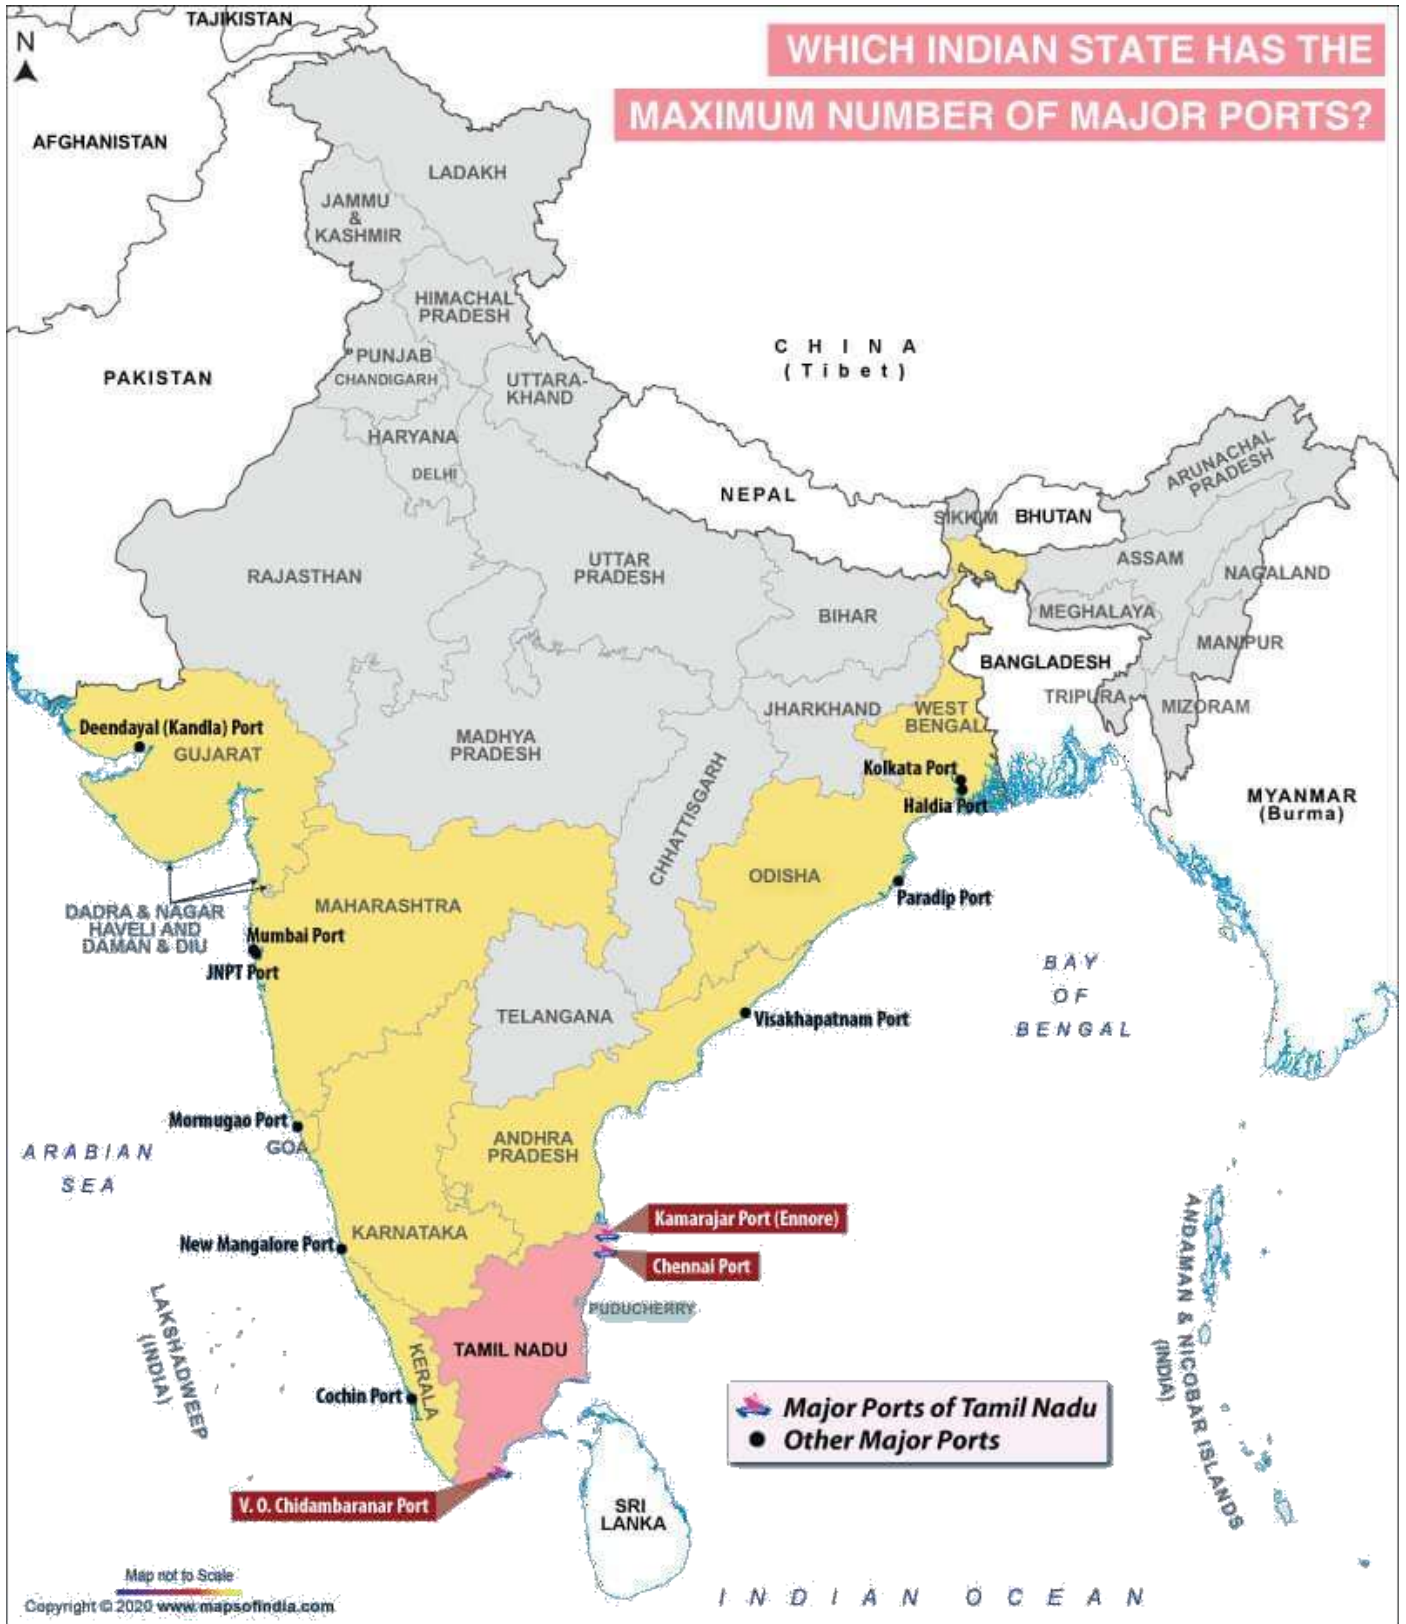 TAJIKISTAN
N
WHICH INDIAN STATE HAS THE
MAXIMUM NUMBER OF MAJOR PORTS?
AFGHANISTAN
LADAKH
JAMMU
&
KASHMIR
HIMACHAL
PRADESH
CHINA
(Tibet)
PUNJAB
CHANDIGARH
PAKISTAN
UTTARA-
KHAND
HARYANA
DELHI
NEPAL
SIKKIM
BHUTAN
ARUNACHAL
PRADESH
RAJASTHAN
UTTAR
PRADESH
ASSAM
NAGALAND
BIHAR
MEGHALAYA
MANIPUR
BANGLADESH
TRIPURA
MIZORAM
JHARKHAND
WEST
BENGAL
Deendayal (Kandla) Port
GUJARAT
MADHYA
PRADESH
Kolkata Port
Haldia Port
MYANMAR
(Burma)
CHHATTISGARH
ODISHA
Paradip Port
DADRA & NAGAR
HAVELI AND
DAMAN & DIU
MAHARASHTRA
Mumbai Port
JNPT Port
BAY
OF
BENGAL
TELANGANA
Visakhapatnam Port
Mormugao Port
GOA
ARABIAN
SEA
ANDHRA
PRADESH
KARNATAKA
Kamarajar Port (Ennore)
New Mangalore Port
Chennai Port
PUDUCHERRY
LAKSHADWEEP
(INDIA)
ANDAMAN & NICOBAR ISLANDS
(INDIA)
TAMIL NADU
KERALA
Cochin Port
Major Ports of Tamil Nadu
Other Major Ports
V. O. Chidambaranar Port
SRI
LANKA
Map not to Scale
Copyright © 2020 www.mapsofindia.com
INDIAN OCEAN